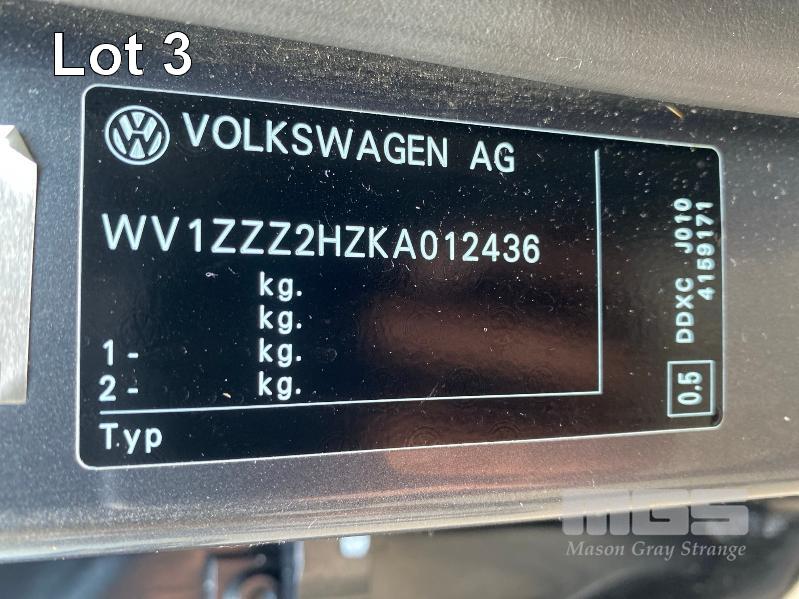 Lot 3
VOLKSWAGEN AG
WV1ZZZ2HZKA012436
kg.
kg.
1 - kg.
2 - kg.
Typ
DDXC J010
4159171
0.5
MGS
Mason Gray Strange